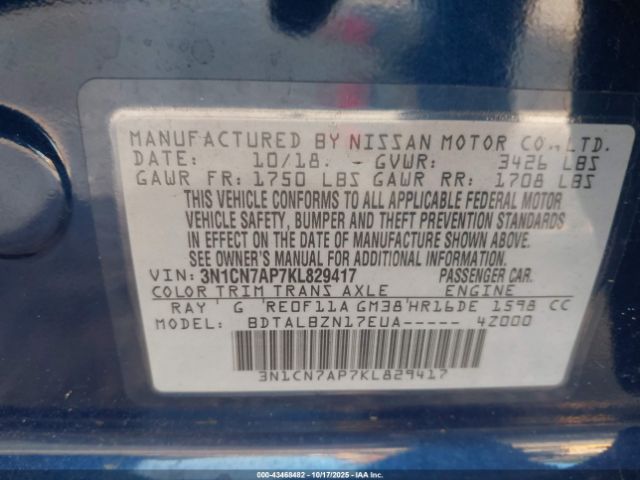 MANUFACTURED BY NISSAN MOTOR CO., LTD.
DATE: 10/18. - GVWR: 3426 LBS
GAWR FR: 1750 LBS GAWR RR: 1708 LBS
THIS VEHICLE CONFORMS TO ALL APPLICABLE FEDERAL MOTOR
VEHICLE SAFETY, BUMPER AND THEFT PREVENTION STANDARDS
IN EFFECT ON THE DATE OF MANUFACTURE SHOWN ABOVE.
SEE OWNER'S MANUAL FOR ADDITIONAL INFORMATION.
VIN: 3N1CN7AP7KL829417 PASSENGER CAR.
COLOR TRIM TRANS AXLE ENGINE
RAY ' G 'RE0F11A GM38'HR16DE 1598 CC
MODEL: BDTALBZN17EUA----- 4Z000
3N1CN7AP7KL829417
000-43468482 - 10/17/2025 - IAA Inc.